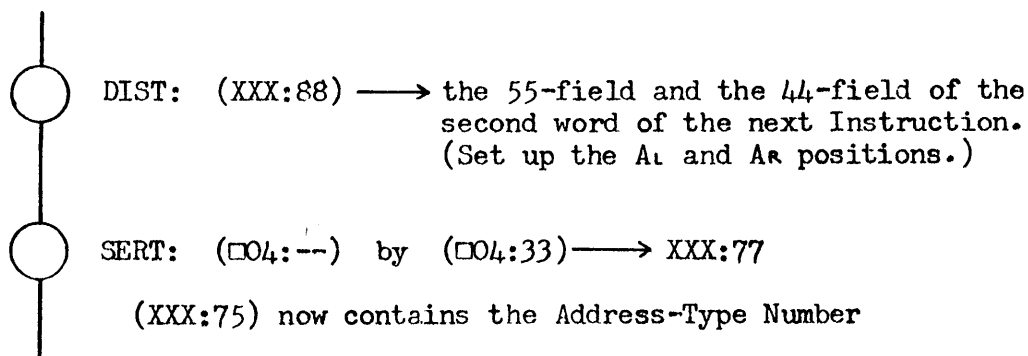 DIST: (XXX:88) ⟶ the 55-field and the 44-field of the
second word of the next Instruction.
(Set up the AL and AR positions.)
SERT: (□04:--) by (□04:33) ⟶ XXX:77
(XXX:75) now contains the Address-Type Number